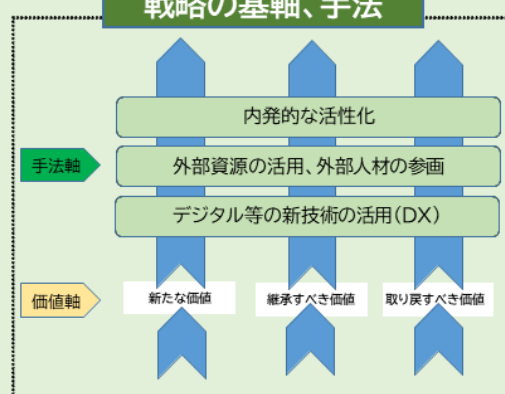 戦略の基軸、手法
内発的な活性化
手法軸
外部資源の活用、外部人材の参画
デジタル等の新技術の活用(DX)
価値軸
新たな価値
継承すべき価値
取り戻すべき価値